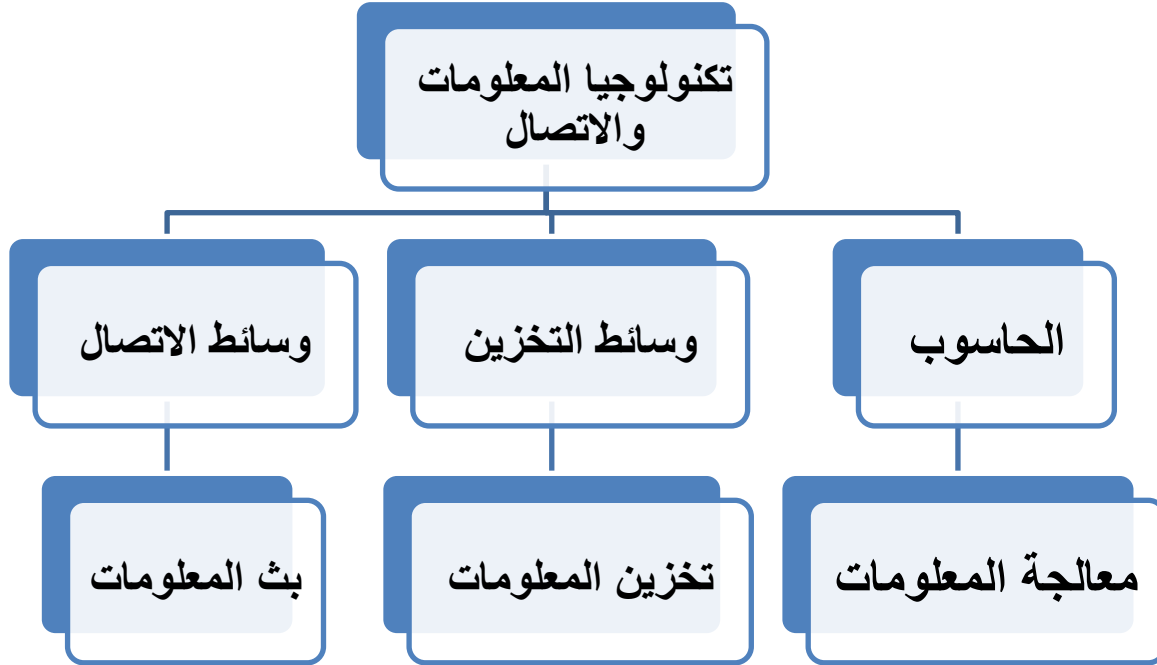 تكنولوجيا المعلومات
والاتصال
الحاسوب
وسائط التخزين
وسائط الاتصال
معالجة المعلومات
تخزين المعلومات
بث المعلومات